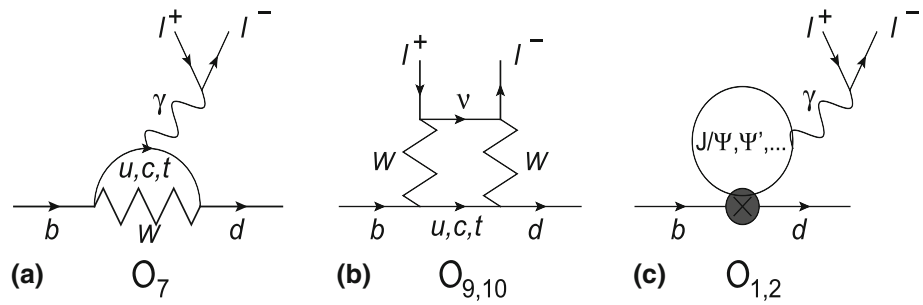 l⁺ l⁻
γ
u,c,t
W
b d
(a) O₇
l⁺ l⁻
ν
W W
b u,c,t d
(b) O₉,₁₀
l⁺ l⁻
γ
J/Ψ,Ψ',...
b d
(c) O₁,₂